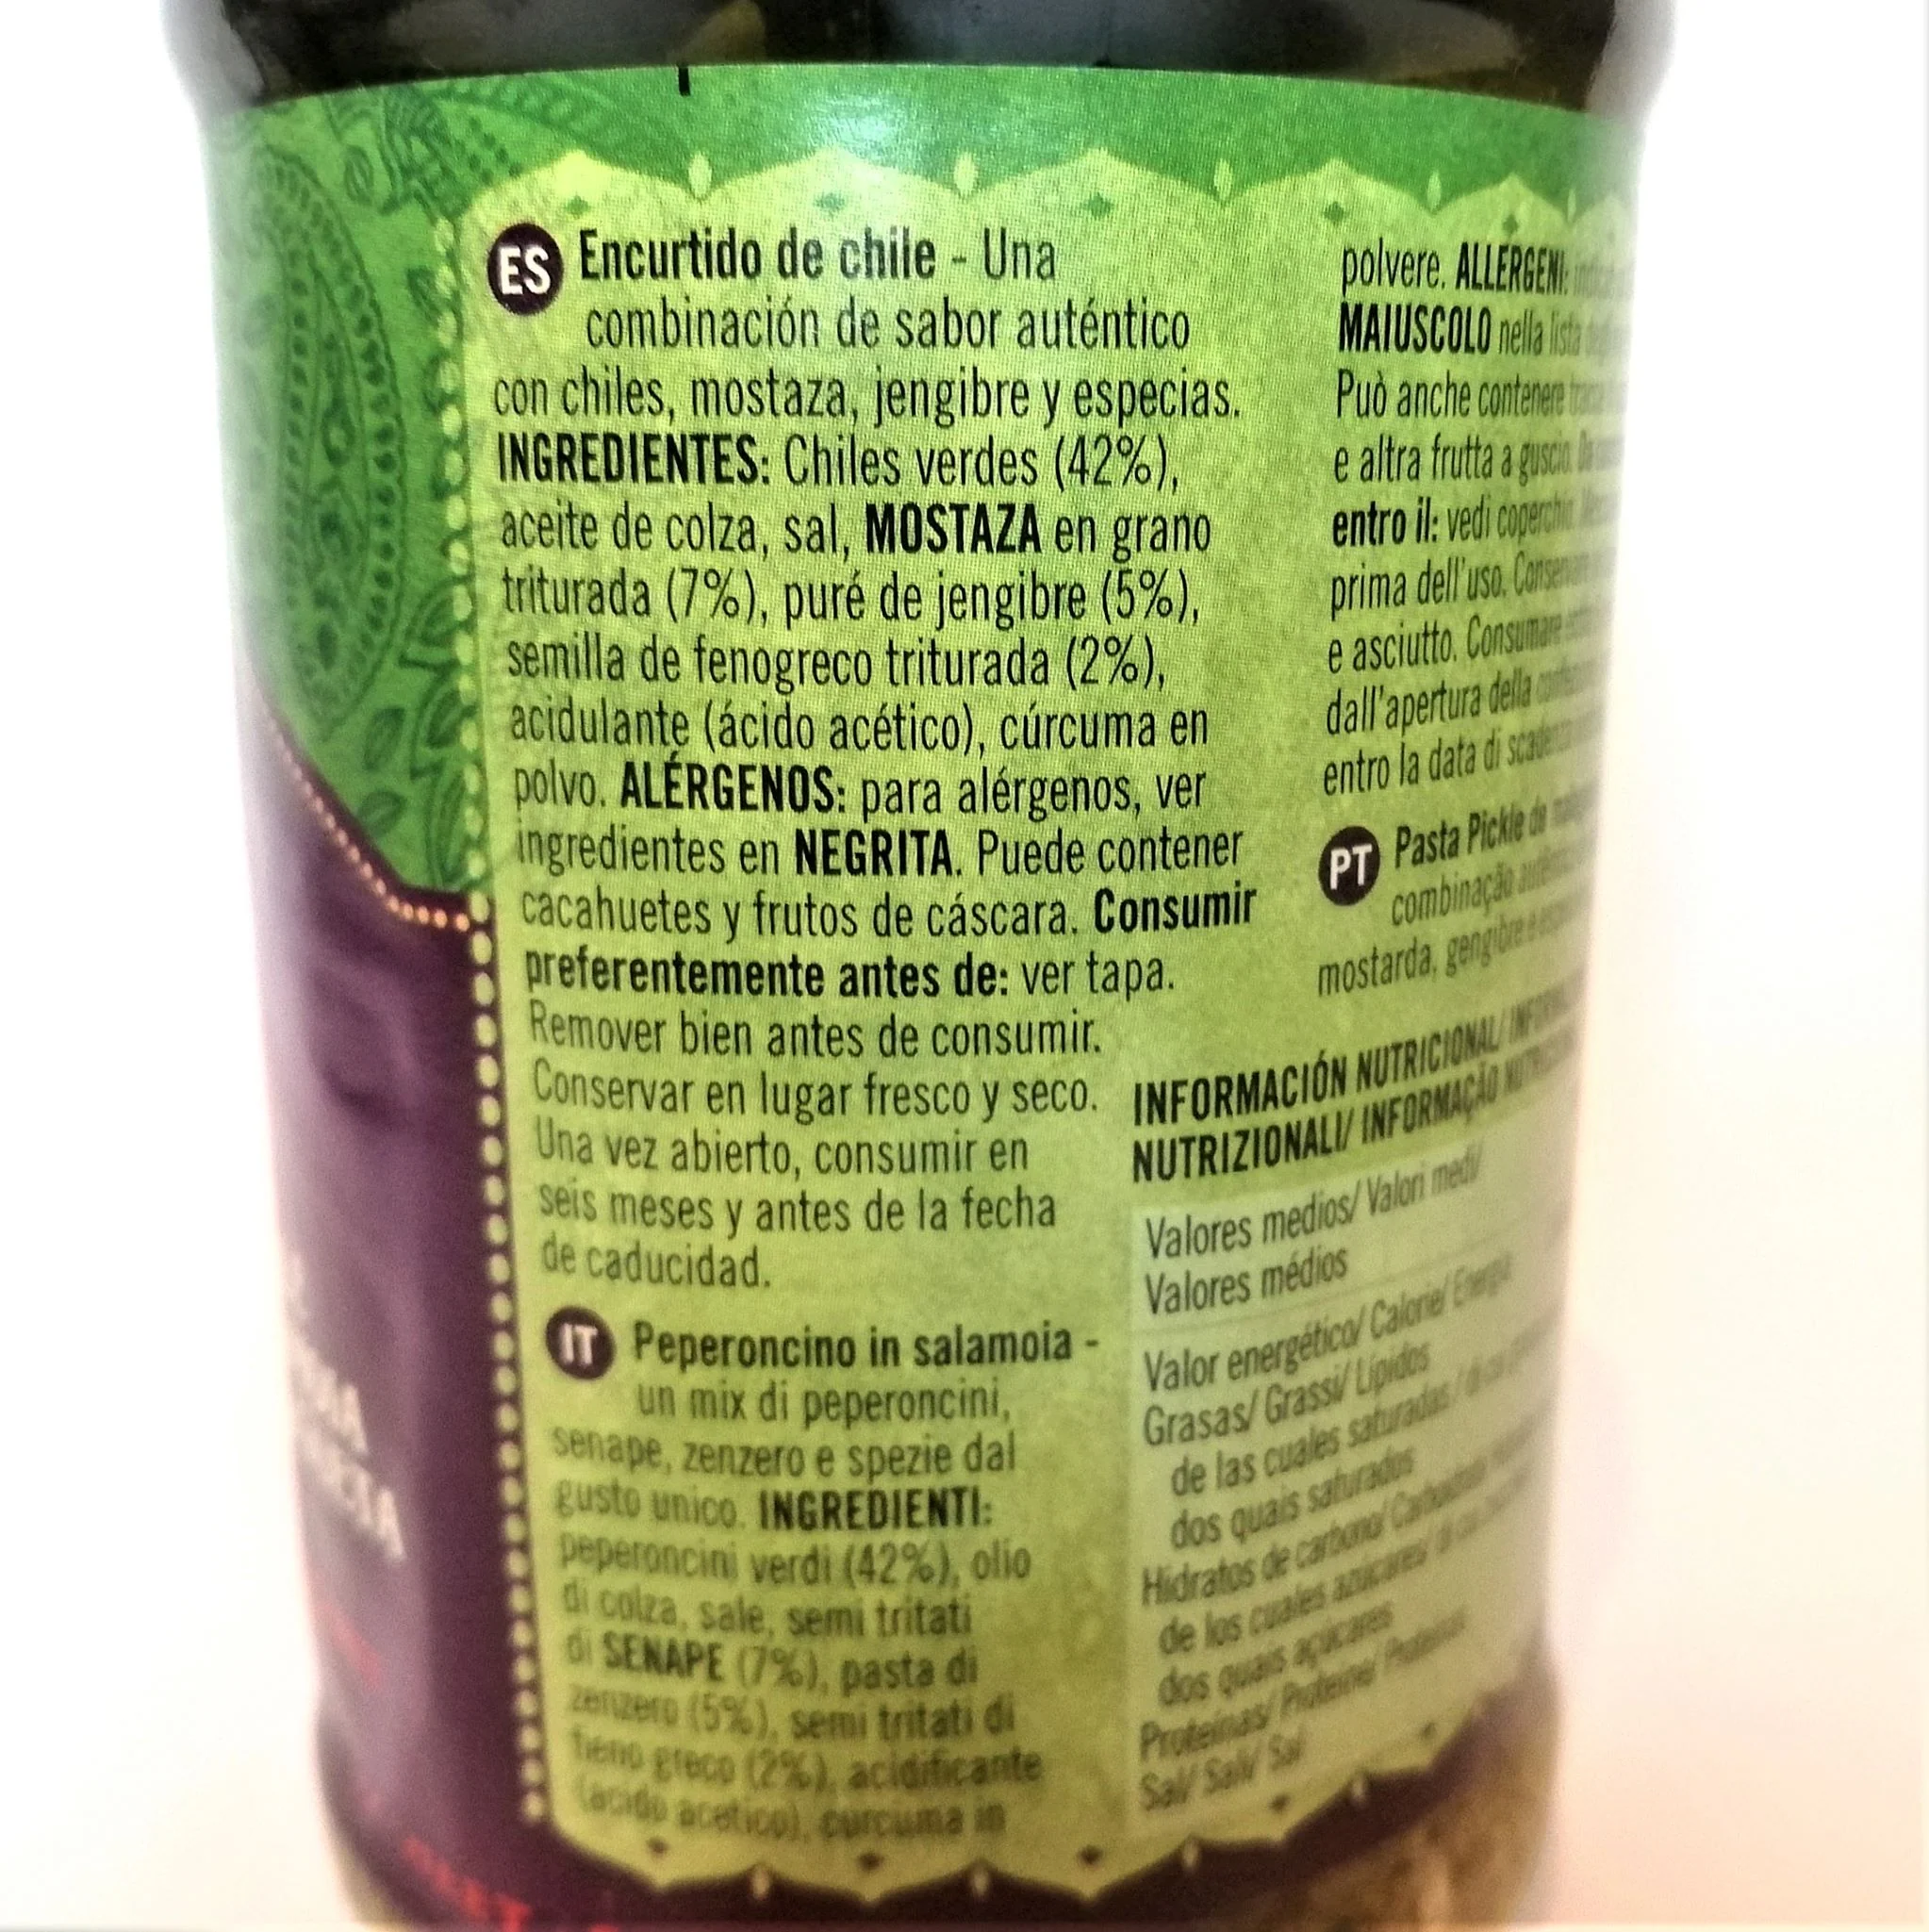 ES Encurtido de chile - Una
combinación de sabor auténtico
con chiles, mostaza, jengibre y especias.
INGREDIENTES: Chiles verdes (42%),
aceite de colza, sal, MOSTAZA en grano
triturada (7%), puré de jengibre (5%),
semilla de fenogreco triturada (2%),
acidulante (ácido acético), cúrcuma en
polvo. ALÉRGENOS: para alérgenos, ver
ingredientes en NEGRITA. Puede contener
cacahuetes y frutos de cáscara. Consumir
preferentemente antes de: ver tapa.
Remover bien antes de consumir.
Conservar en lugar fresco y seco.
Una vez abierto, consumir en
seis meses y antes de la fecha
de caducidad.
IT Peperoncino in salamoia -
un mix di peperoncini,
senape, zenzero e spezie dal
gusto unico. INGREDIENTI:
peperoncini verdi (42%), olio
di colza, sale, semi tritati
di SENAPE (7%), pasta di
zenzero (5%), semi tritati di
fieno greco (2%), acidificante
(acido acetico), curcuma in
polvere. ALLERGENI:
MAIUSCOLO nella lista
Può anche contenere
e altra frutta a guscio.
entro il: vedi coperchio.
prima dell'uso.
e asciutto. Consumare
dall'apertura della
entro la data di
PT Pasta Pickle de
combinação
mostarda, gengibre e
INFORMACIÓN NUTRICIONAL/
NUTRIZIONALI/ INFORMAÇÃO
Valores medios/ Valori medi/
Valores médios
Valor energético/ Calorie/ Energia
Grasas/ Grassi/ Lípidos
de las cuales saturadas/
dos quais saturados
Hidratos de carbono/
de los cuales azúcares/
dos quais açúcares
Proteínas/ Proteine/ Proteínas
Sal/ Sale/ Sal